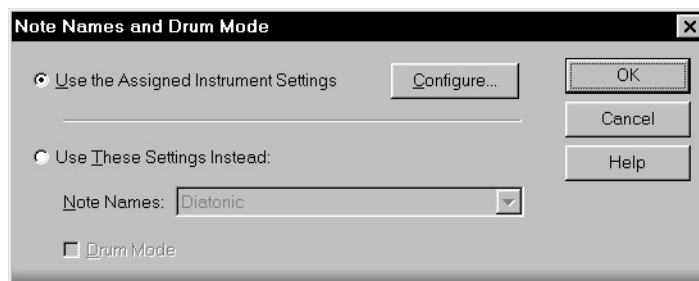 Note Names and Drum Mode
Use the Assigned Instrument Settings
Configure...
OK
Cancel
Use These Settings Instead:
Help
Note Names: Diatonic
Drum Mode